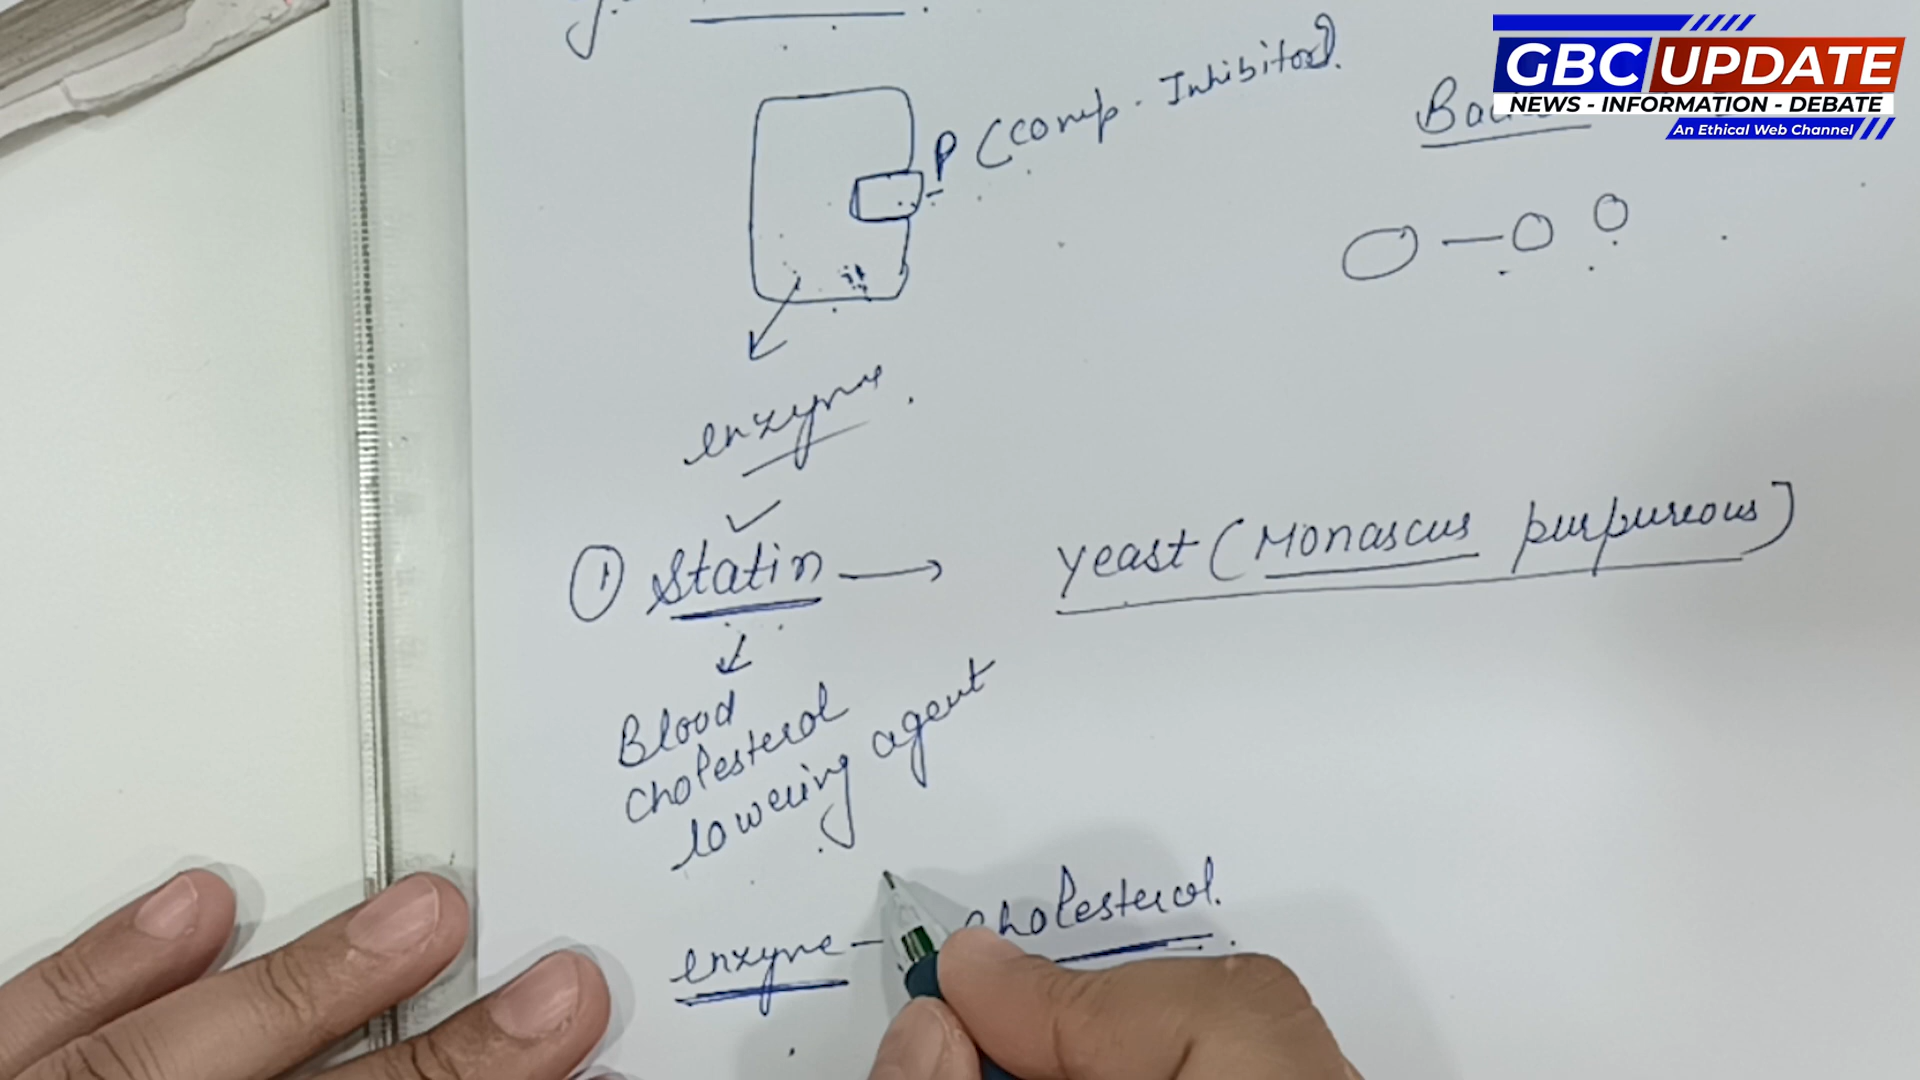 GBC UPDATE
NEWS - INFORMATION - DEBATE
An Ethical Web Channel
P (comp. Inhibitor).
enzyme.
① Statin → Yeast (Monascus purpureous)
Blood
cholesterol
lowering agent
enzyne — cholesterol.